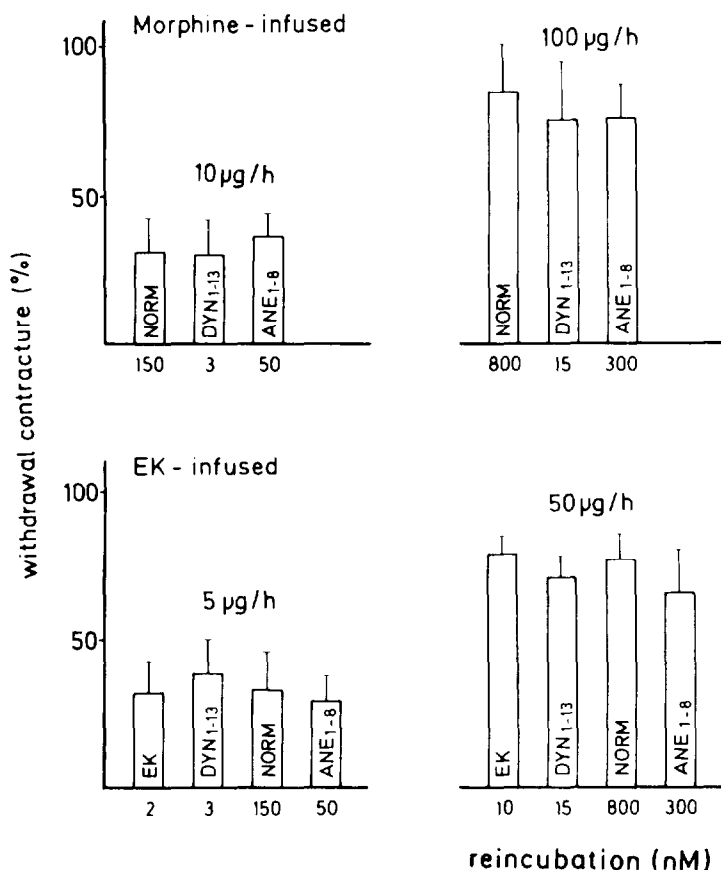 Morphine - infused
100
50
10 µg/h
NORM
DYN 1-13
ANE 1-8
150 3 50
100 µg/h
NORM
DYN 1-13
ANE 1-8
800 15 300
withdrawal contracture (%)
EK - infused
100
50
5 µg/h
EK
DYN 1-13
NORM
ANE 1-8
2 3 150 50
50 µg/h
EK
DYN 1-13
NORM
ANE 1-8
10 15 800 300
reincubation (nM)